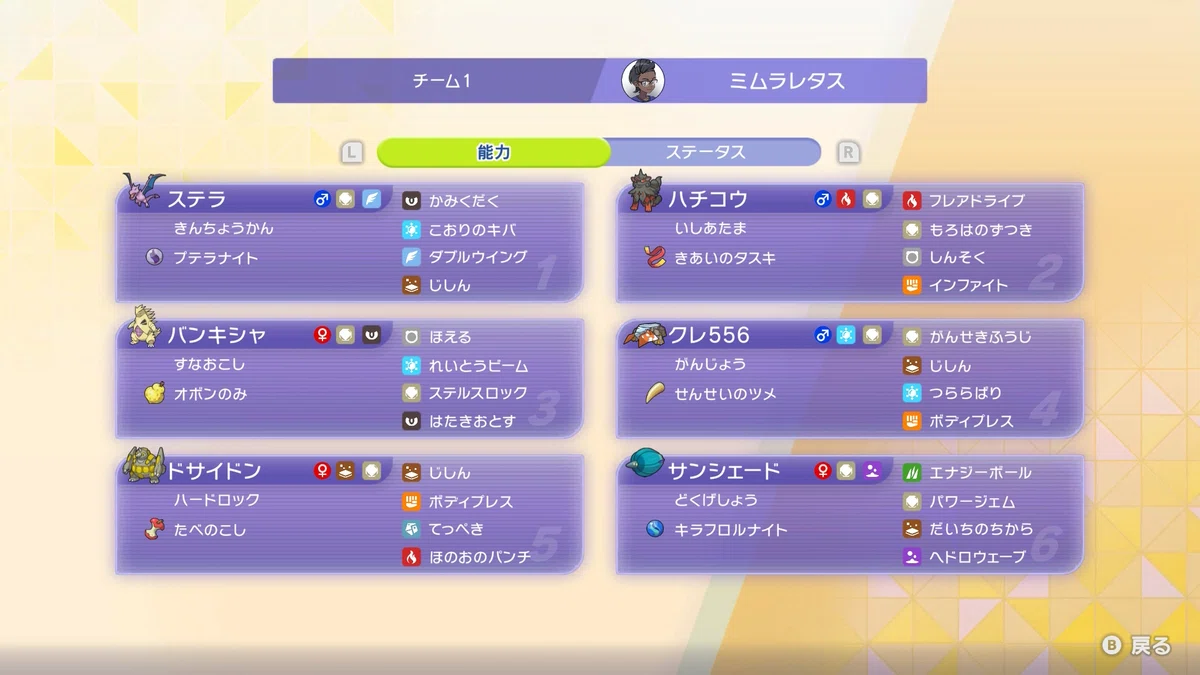 チーム1
ミムラレタス
L
能力
ステータス
R
ステラ
きんちょうかん
プテラナイト
かみくだく
こおりのキバ
ダブルウイング
じしん
1
ハチコウ
いしあたま
きあいのタスキ
フレアドライブ
もろはのずつき
しんそく
インファイト
2
バンキシャ
すなおこし
オボンのみ
ほえる
れいとうビーム
ステルスロック
はたきおとす
3
クレ556
がんじょう
せんせいのツメ
がんせきふうじ
じしん
つららばり
ボディプレス
4
ドサイドン
ハードロック
たべのこし
じしん
ボディプレス
てっぺき
ほのおのパンチ
5
サンシェード
どくげしょう
キラフロルナイト
エナジーボール
パワージェム
だいちのちから
ヘドロウェーブ
6
B 戻る